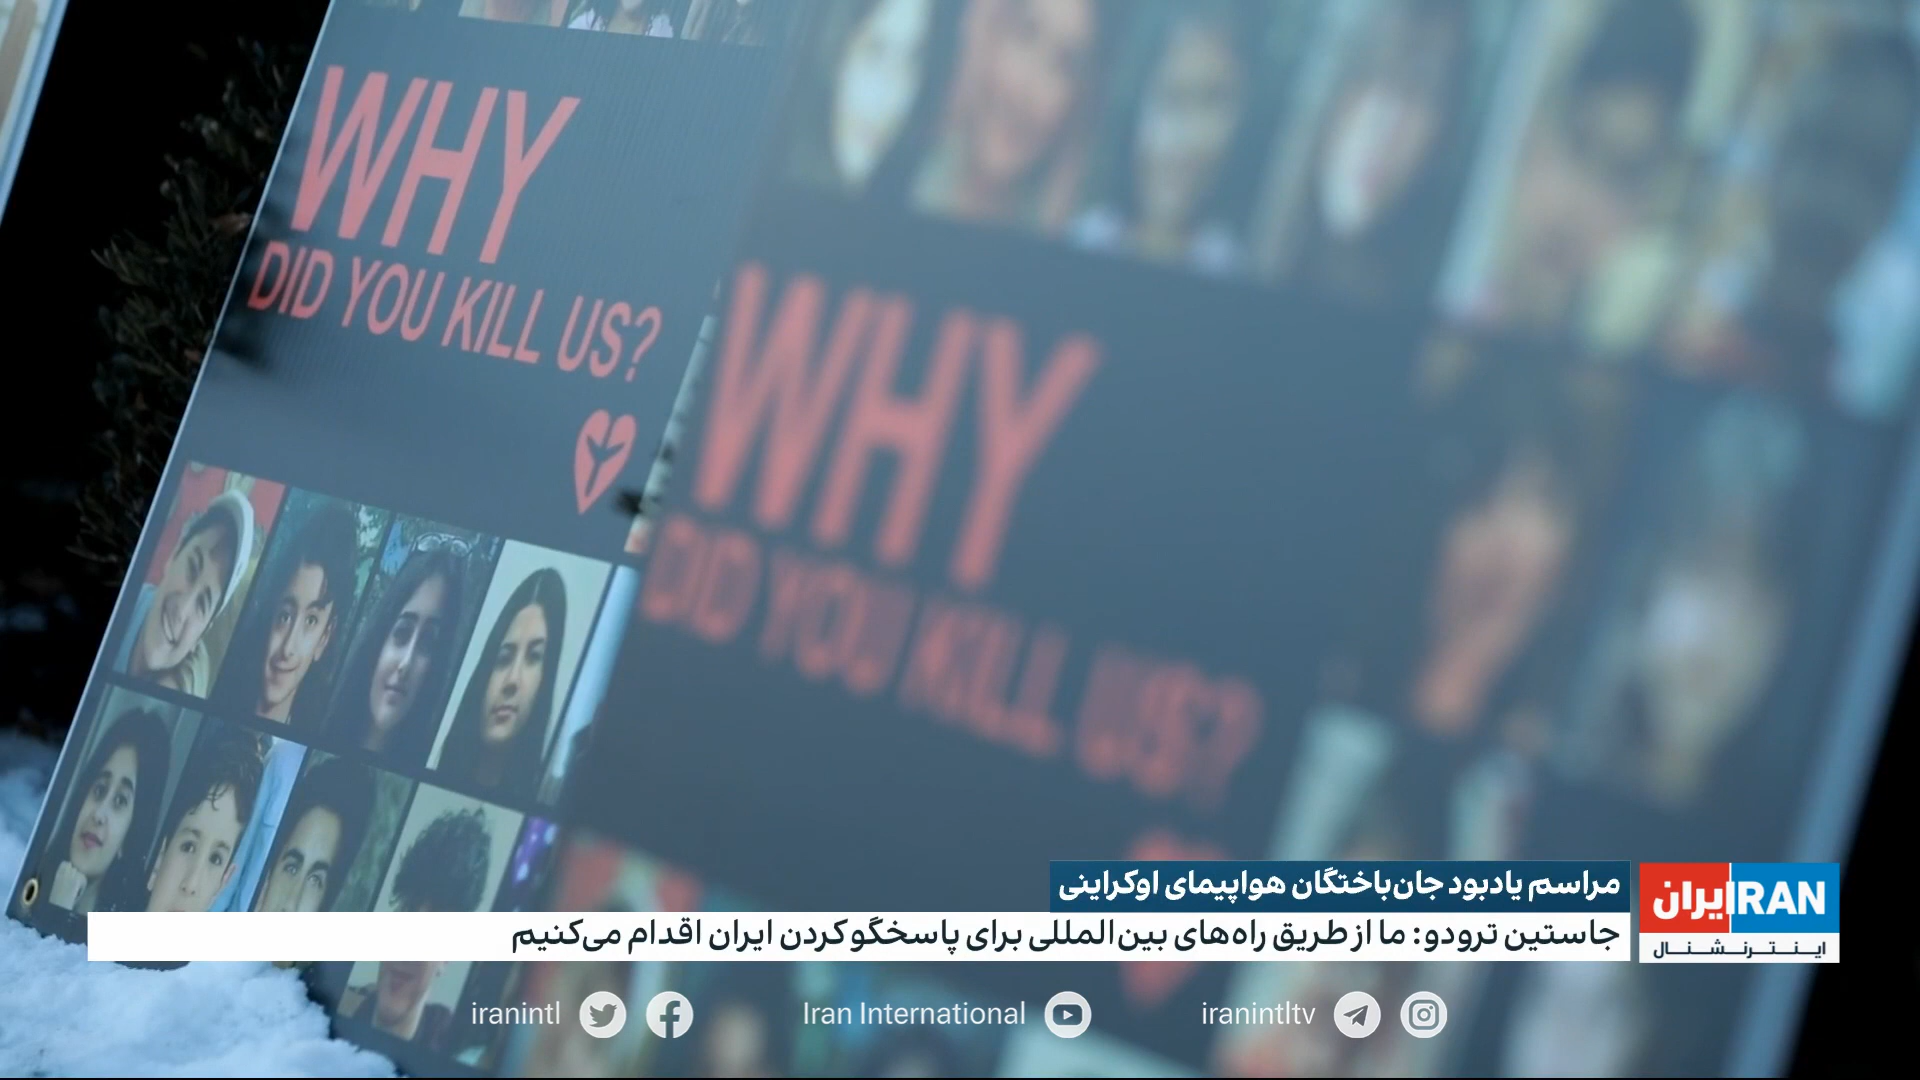 WHY
DID YOU KILL US?
WHY
DID YOU KILL US?
مراسم یادبود جان‌باختگان هواپیمای اوکراینی
جاستین ترودو: ما از طریق راه‌های بین‌المللی برای پاسخگو کردن ایران اقدام می‌کنیم
ایران IRAN
اینترنشنال
iranintl
Iran International
iranintltv